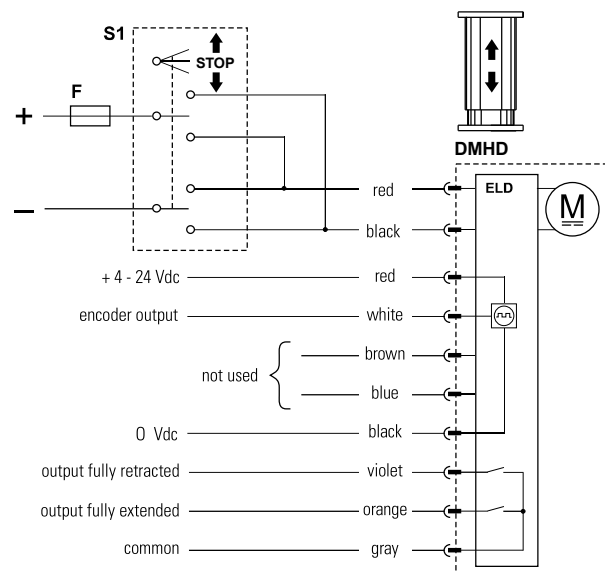 S1
STOP
F
+
–
DMHD
ELD
M
red
black
+ 4 - 24 Vdc red
encoder output white
brown
not used
blue
0 Vdc black
output fully retracted violet
output fully extended orange
common gray